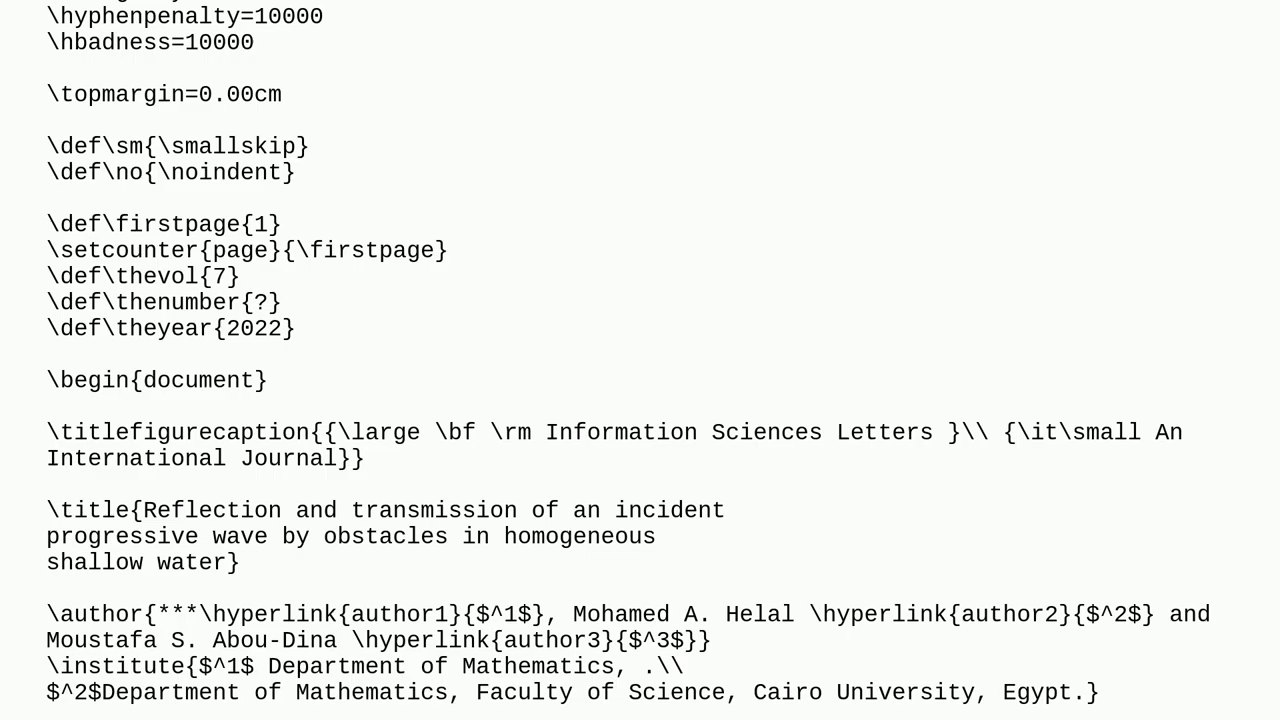 \hyphenpenalty=10000
\hbadness=10000
\topmargin=0.00cm
\def\sm{\smallskip}
\def\no{\noindent}
\def\firstpage{1}
\setcounter{page}{\firstpage}
\def\thevol{7}
\def\thenumber{?}
\def\theyear{2022}
\begin{document}
\titlefigurecaption{{\large \bf \rm Information Sciences Letters }\\ {\it\small An
International Journal}}
\title{Reflection and transmission of an incident
progressive wave by obstacles in homogeneous
shallow water}
\author{***\hyperlink{author1}{$^1$}, Mohamed A. Helal \hyperlink{author2}{$^2$} and
Moustafa S. Abou-Dina \hyperlink{author3}{$^3$}}
\institute{$^1$ Department of Mathematics, .\\
$^2$Department of Mathematics, Faculty of Science, Cairo University, Egypt.}